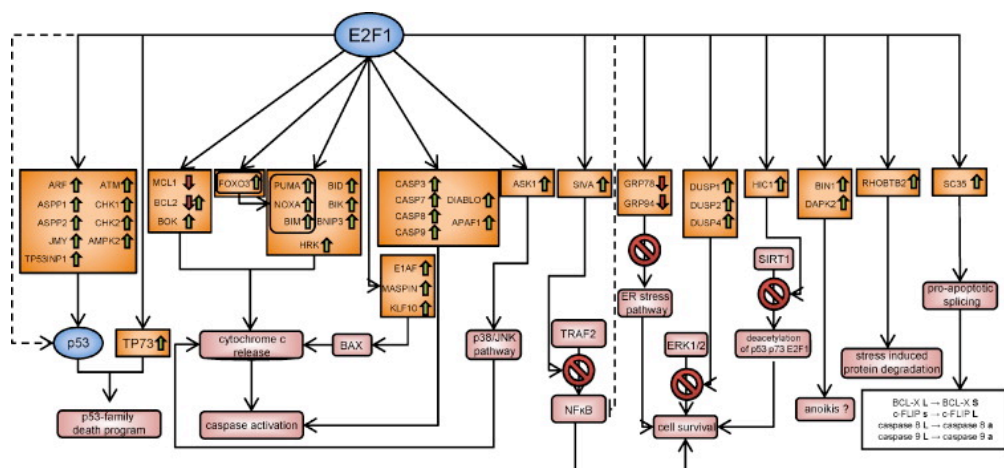 E2F1
ARF
ASPP1
ASPP2
JMY
TP53INP1
ATM
CHK1
CHK2
AMPK2
MCL1
BCL2
BOK
FOXO3
PUMA
NOXA
BIM
BID
BIK
BNIP3
HRK
CASP3
CASP7
CASP8
CASP9
DIABLO
APAF1
ASK1
SIVA
GRP78
GRP94
DUSP1
DUSP2
DUSP4
HIC1
BIN1
DAPK2
RHOBTB2
SC35
E1AF
MASPIN
KLF10
SIRT1
ER stress
pathway
pro-apoptotic
splicing
p53
TP73
cytochrome c
release
BAX
p38/JNK
pathway
TRAF2
ERK1/2
deacetylation
of p53 p73 E2F1
stress induced
protein degradation
p53-family
death program
caspase activation
NFκB
cell survival
anoikis ?
BCL-X L → BCL-X S
c-FLIP s → c-FLIP L
caspase 8 L → caspase 8 a
caspase 9 L → caspase 9 a